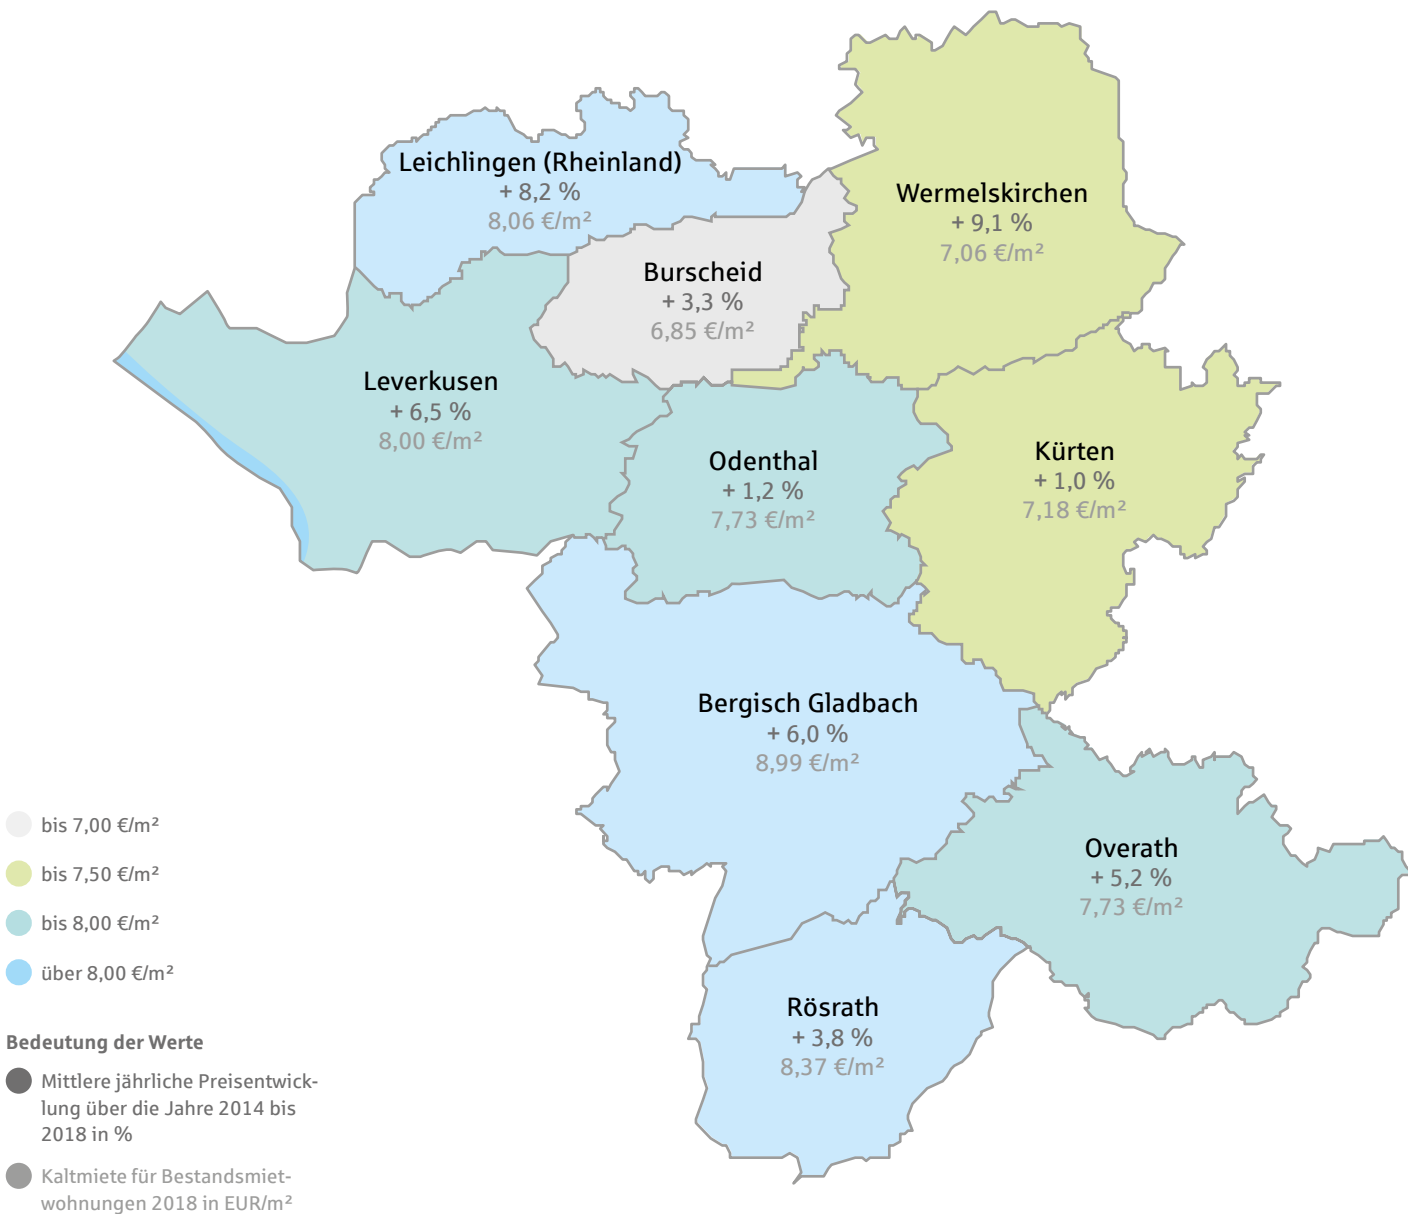 Leichlingen (Rheinland)
+ 8,2 %
8,06 €/m²
Wermelskirchen
+ 9,1 %
7,06 €/m²
Burscheid
+ 3,3 %
6,85 €/m²
Leverkusen
+ 6,5 %
8,00 €/m²
Odenthal
+ 1,2 %
7,73 €/m²
Kürten
+ 1,0 %
7,18 €/m²
Bergisch Gladbach
+ 6,0 %
8,99 €/m²
Overath
+ 5,2 %
7,73 €/m²
Rösrath
+ 3,8 %
8,37 €/m²
bis 7,00 €/m²
bis 7,50 €/m²
bis 8,00 €/m²
über 8,00 €/m²
Bedeutung der Werte
Mittlere jährliche Preisentwick-
lung über die Jahre 2014 bis
2018 in %
Kaltmiete für Bestandsmiet-
wohnungen 2018 in EUR/m²